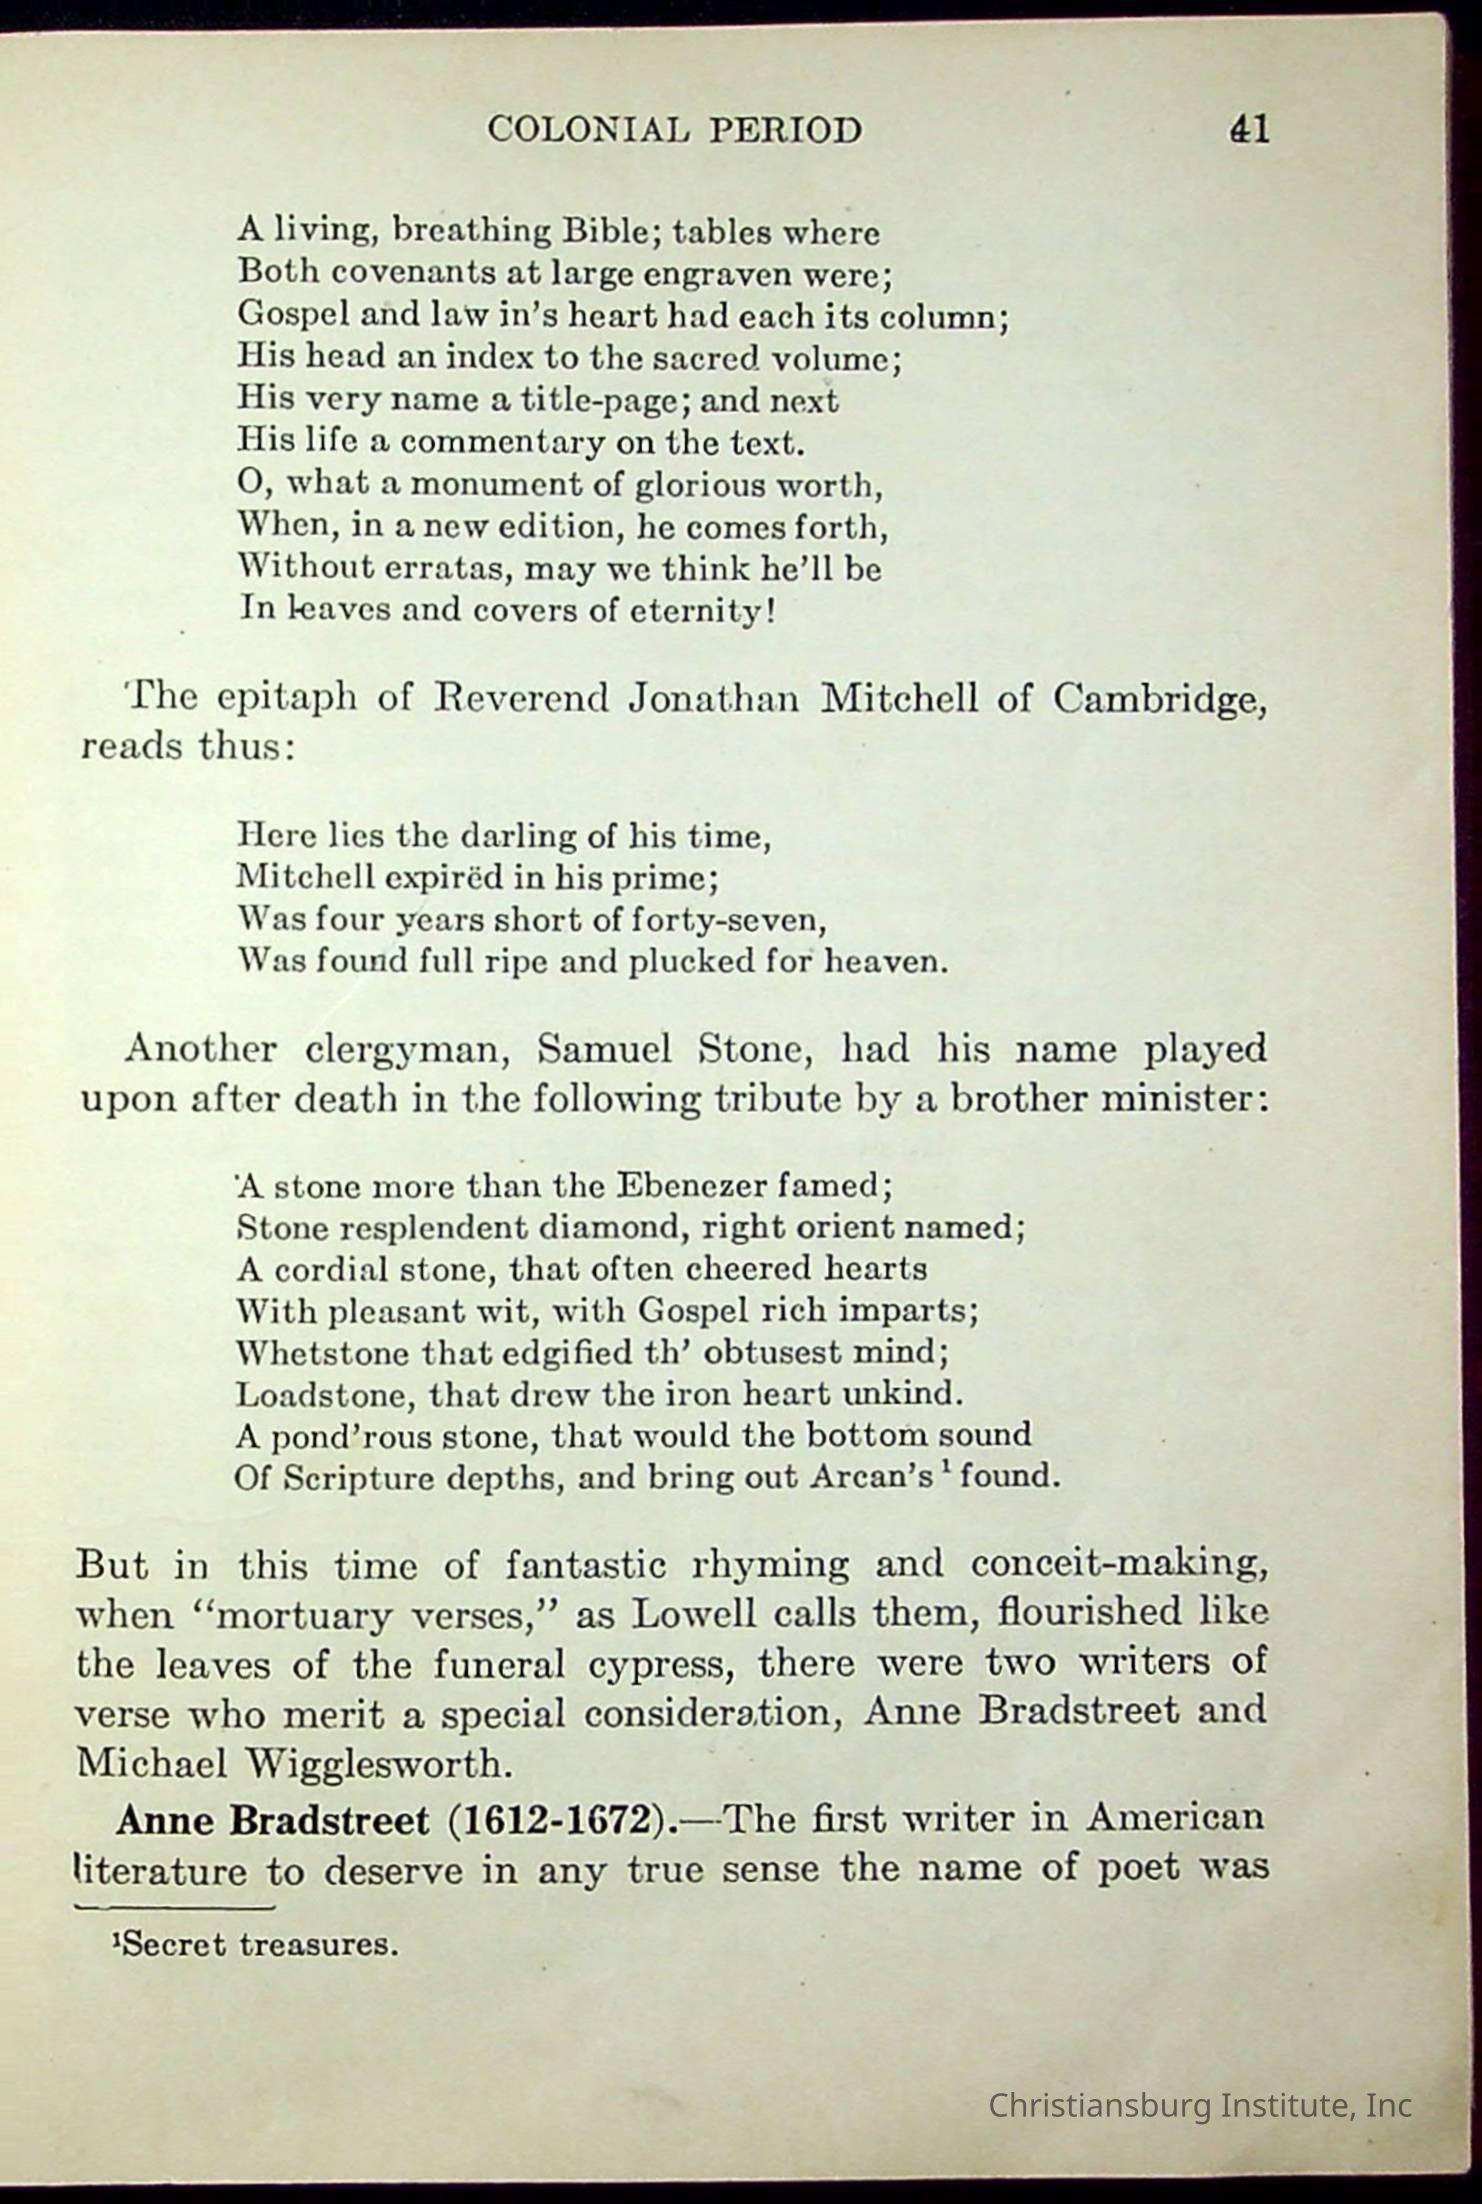 COLONIAL PERIOD 41
A living, breathing Bible; tables where
Both covenants at large engraven were;
Gospel and law in's heart had each its column;
His head an index to the sacred volume;
His very name a title-page; and next
His life a commentary on the text.
O, what a monument of glorious worth,
When, in a new edition, he comes forth,
Without erratas, may we think he'll be
In leaves and covers of eternity!
The epitaph of Reverend Jonathan Mitchell of Cambridge,
reads thus:
Here lies the darling of his time,
Mitchell expirëd in his prime;
Was four years short of forty-seven,
Was found full ripe and plucked for heaven.
Another clergyman, Samuel Stone, had his name played
upon after death in the following tribute by a brother minister:
A stone more than the Ebenezer famed;
Stone resplendent diamond, right orient named;
A cordial stone, that often cheered hearts
With pleasant wit, with Gospel rich imparts;
Whetstone that edgified th' obtusest mind;
Loadstone, that drew the iron heart unkind.
A pond'rous stone, that would the bottom sound
Of Scripture depths, and bring out Arcan's ¹ found.
But in this time of fantastic rhyming and conceit-making,
when “mortuary verses,” as Lowell calls them, flourished like
the leaves of the funeral cypress, there were two writers of
verse who merit a special consideration, Anne Bradstreet and
Michael Wigglesworth.
Anne Bradstreet (1612-1672).—The first writer in American
literature to deserve in any true sense the name of poet was
¹Secret treasures.
Christiansburg Institute, Inc